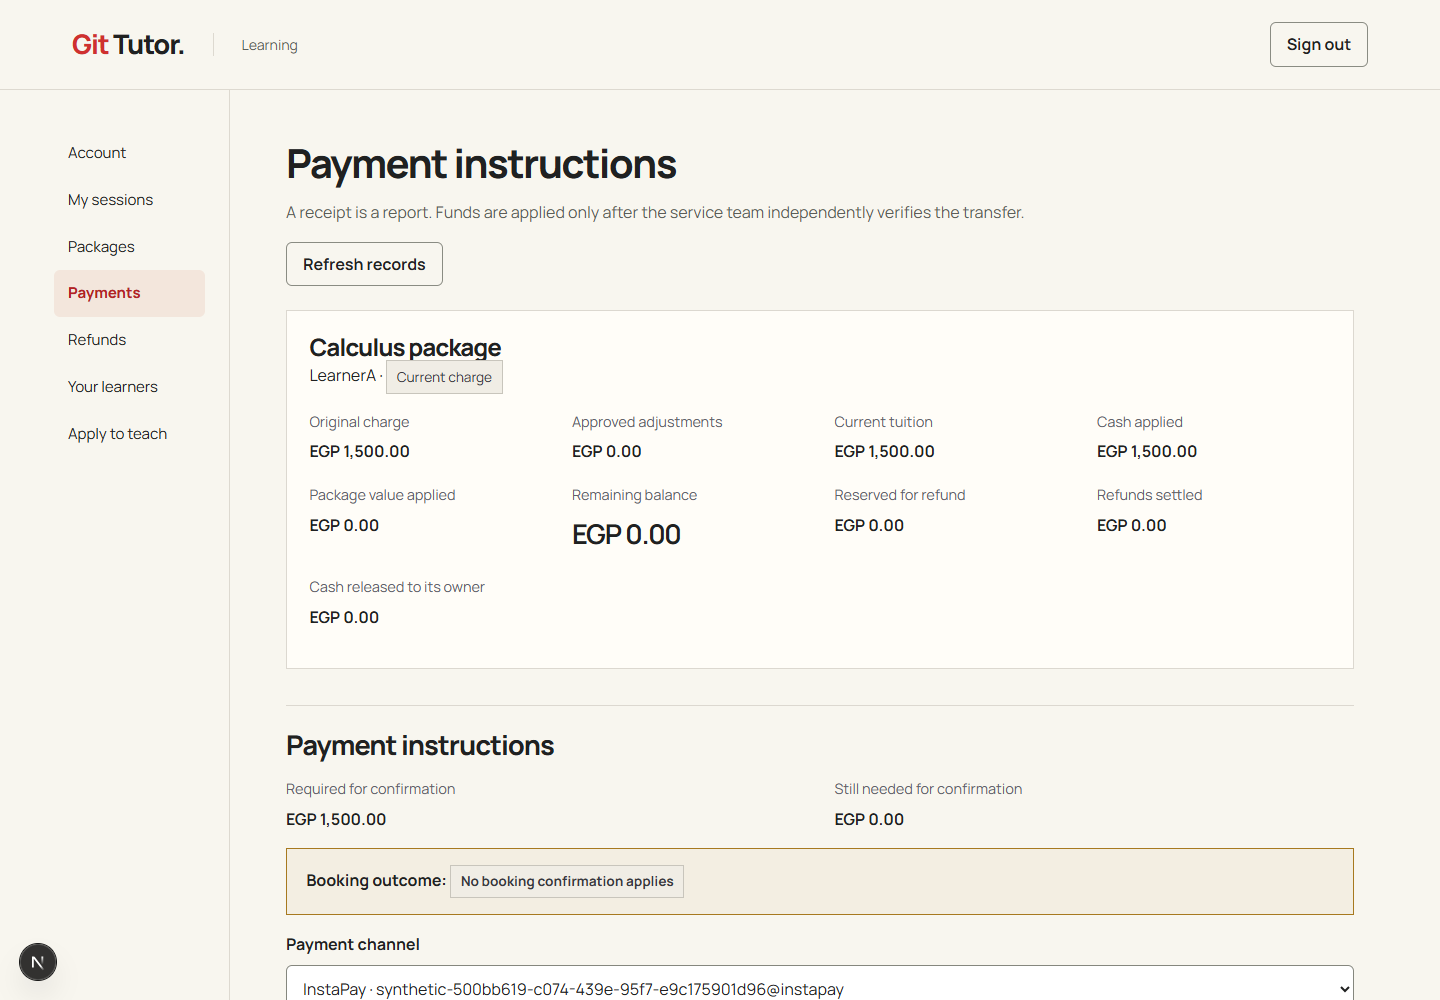 Git Tutor.
Learning
Sign out
Account
My sessions
Packages
Payments
Refunds
Your learners
Apply to teach
Payment instructions
A receipt is a report. Funds are applied only after the service team independently verifies the transfer.
Refresh records
Calculus package
LearnerA · Current charge
Original charge
EGP 1,500.00
Approved adjustments
EGP 0.00
Current tuition
EGP 1,500.00
Cash applied
EGP 1,500.00
Package value applied
EGP 0.00
Remaining balance
EGP 0.00
Reserved for refund
EGP 0.00
Refunds settled
EGP 0.00
Cash released to its owner
EGP 0.00
Payment instructions
Required for confirmation
EGP 1,500.00
Still needed for confirmation
EGP 0.00
Booking outcome: No booking confirmation applies
Payment channel
InstaPay · synthetic-500bb619-c074-439e-95f7-e9c175901d96@instapay
N